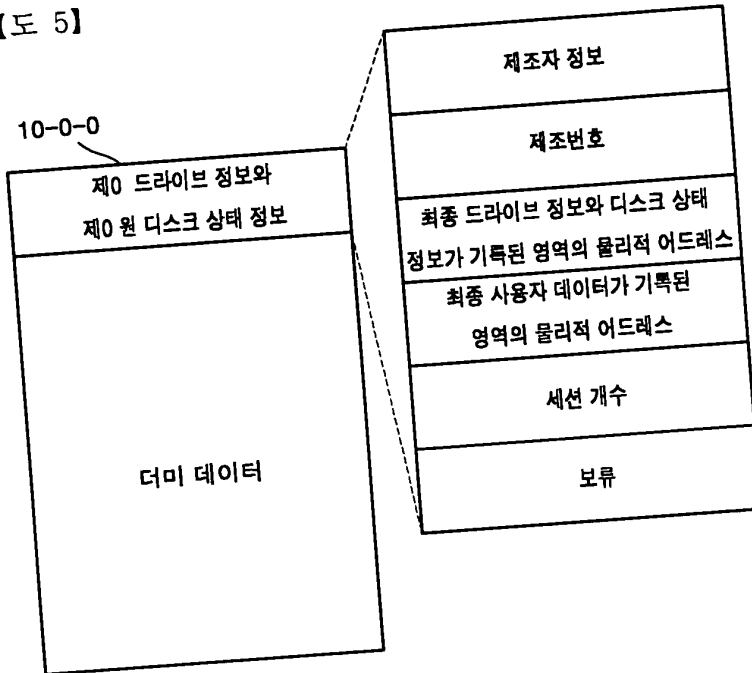 【도 5】
10-0-0
제0 드라이브 정보와
제0 원 디스크 상태 정보
더미 데이터
제조자 정보
제조번호
최종 드라이브 정보와 디스크 상태
정보가 기록된 영역의 물리적 어드레스
최종 사용자 데이터가 기록된
영역의 물리적 어드레스
세션 개수
보류